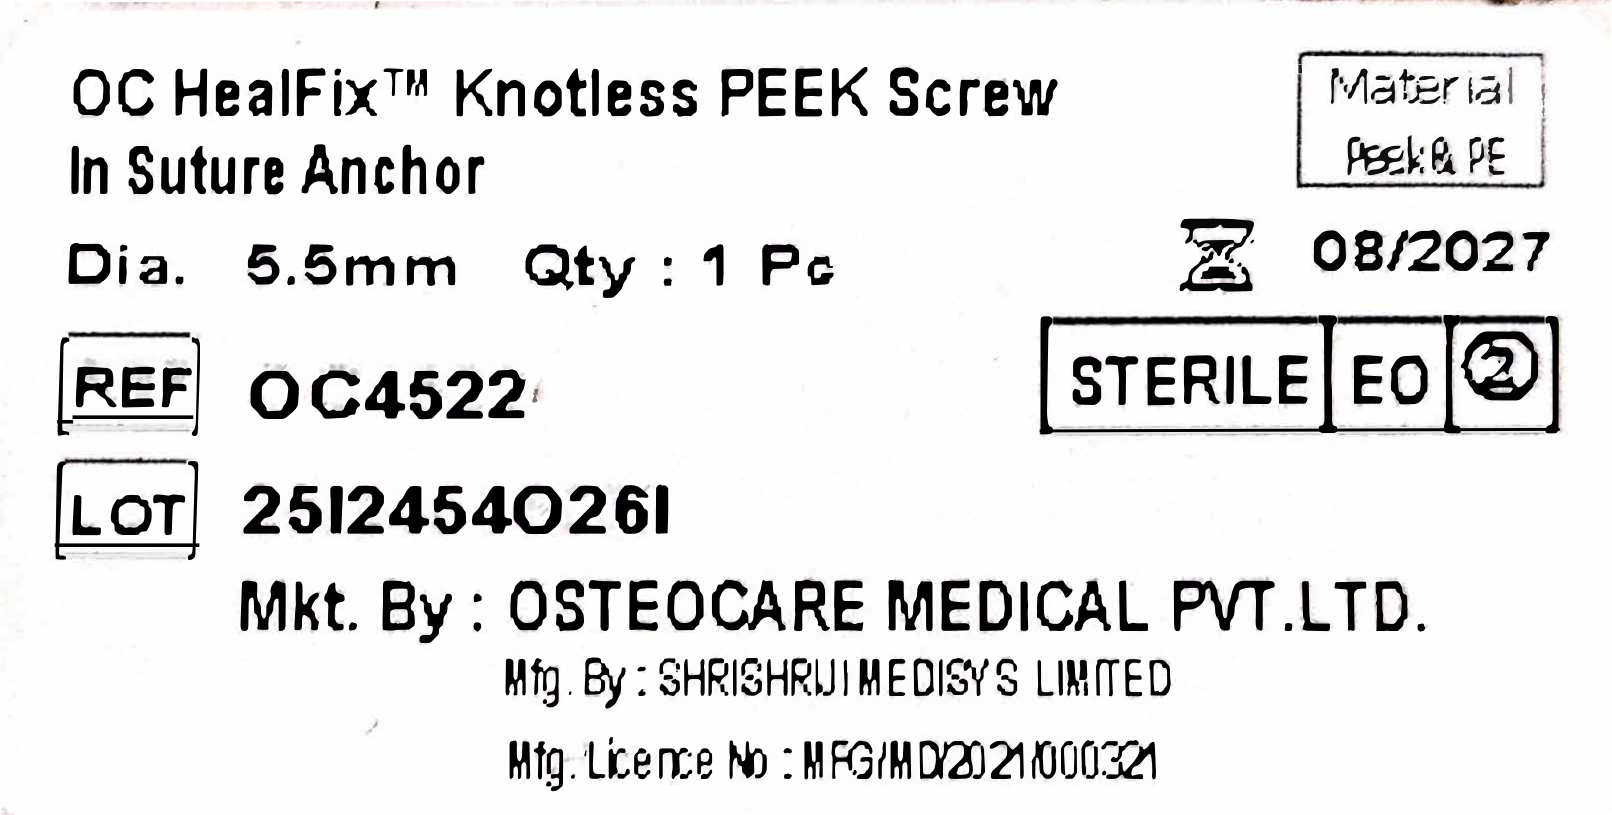 OC HealFix™ Knotless PEEK Screw
In Suture Anchor
Material
Peek & PE
Dia. 5.5mm Qty : 1 Pc
08/2027
REF OC4522
STERILE EO 2
LOT 25I2454O26I
Mkt. By : OSTEOCARE MEDICAL PVT.LTD.
Mfg. By : SHRISHRIJI MEDISYS LIMITED
Mfg. Licence No : MFG/MD/2021/000321